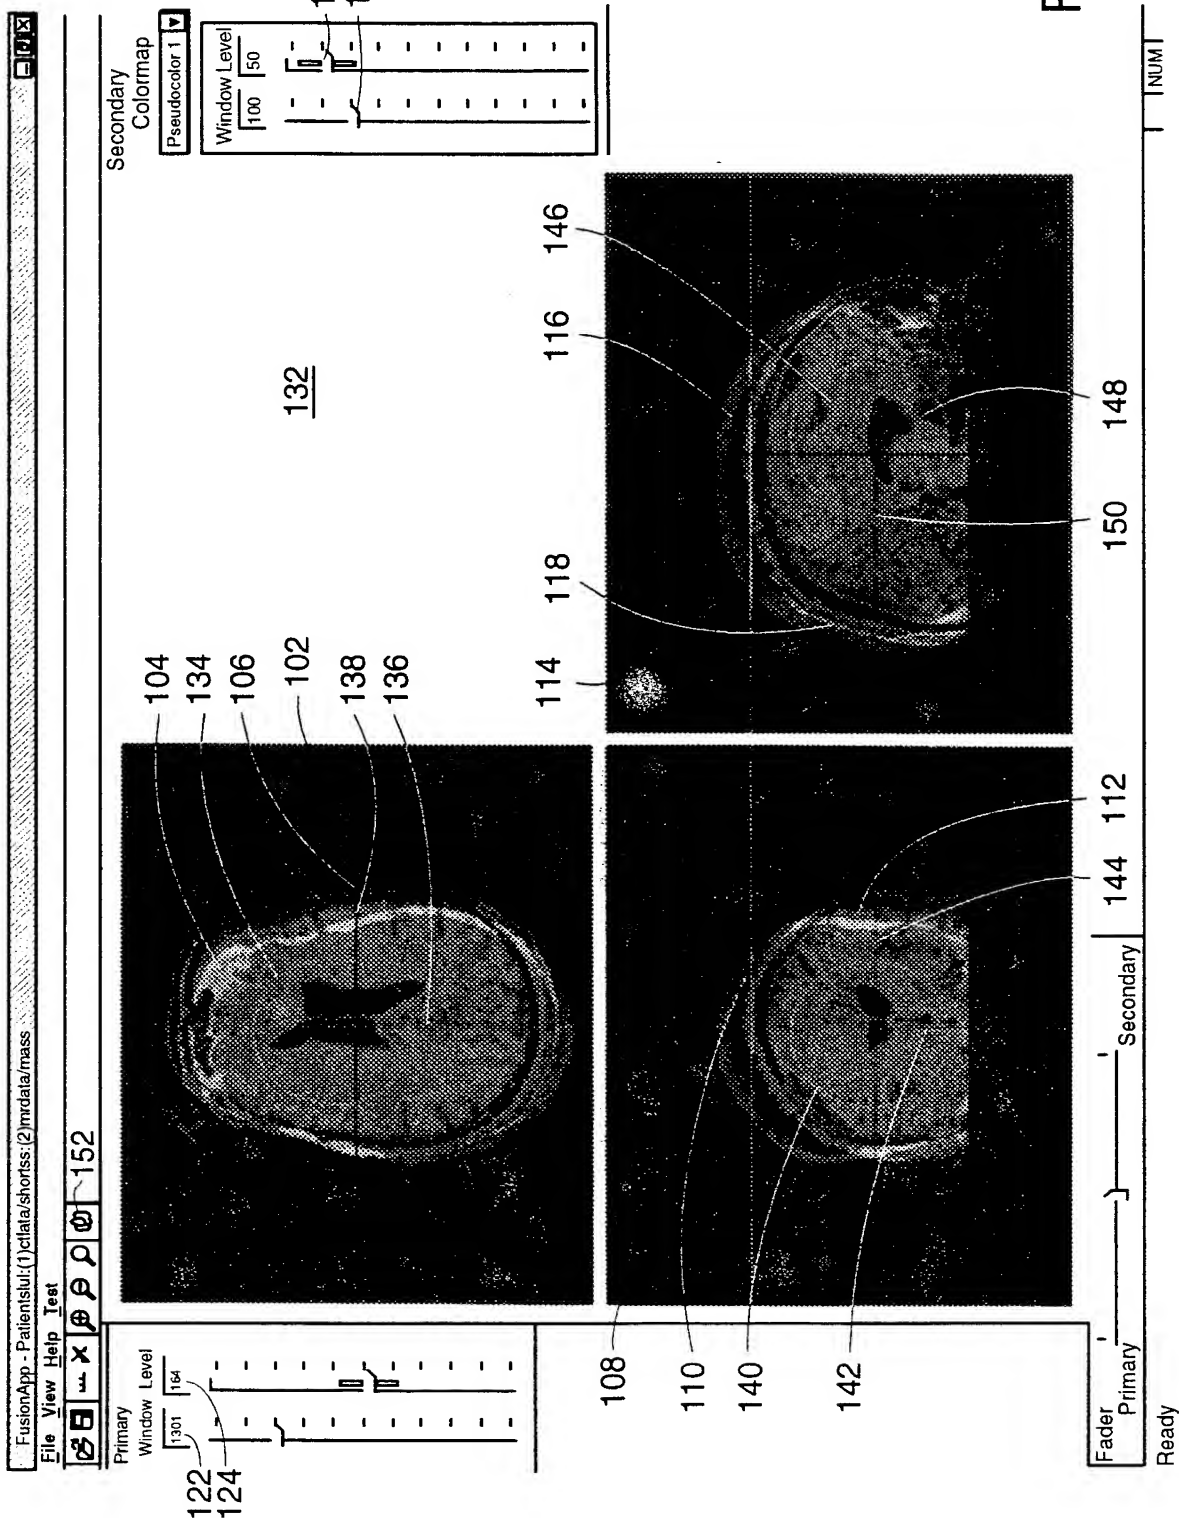 FusionApp - Patientslul:(1)ctlata/shortss:(2)mrdata/mass
File View Help Test
152
Primary
Window Level
1301 164
122
124
104
134
106
102
138
136
132
Secondary
Colormap
Pseudocolor 1
Window Level
100 50
108
110
140
142
114
118
116
146
112
144
150
148
Fader
Primary Secondary
Ready
NUM